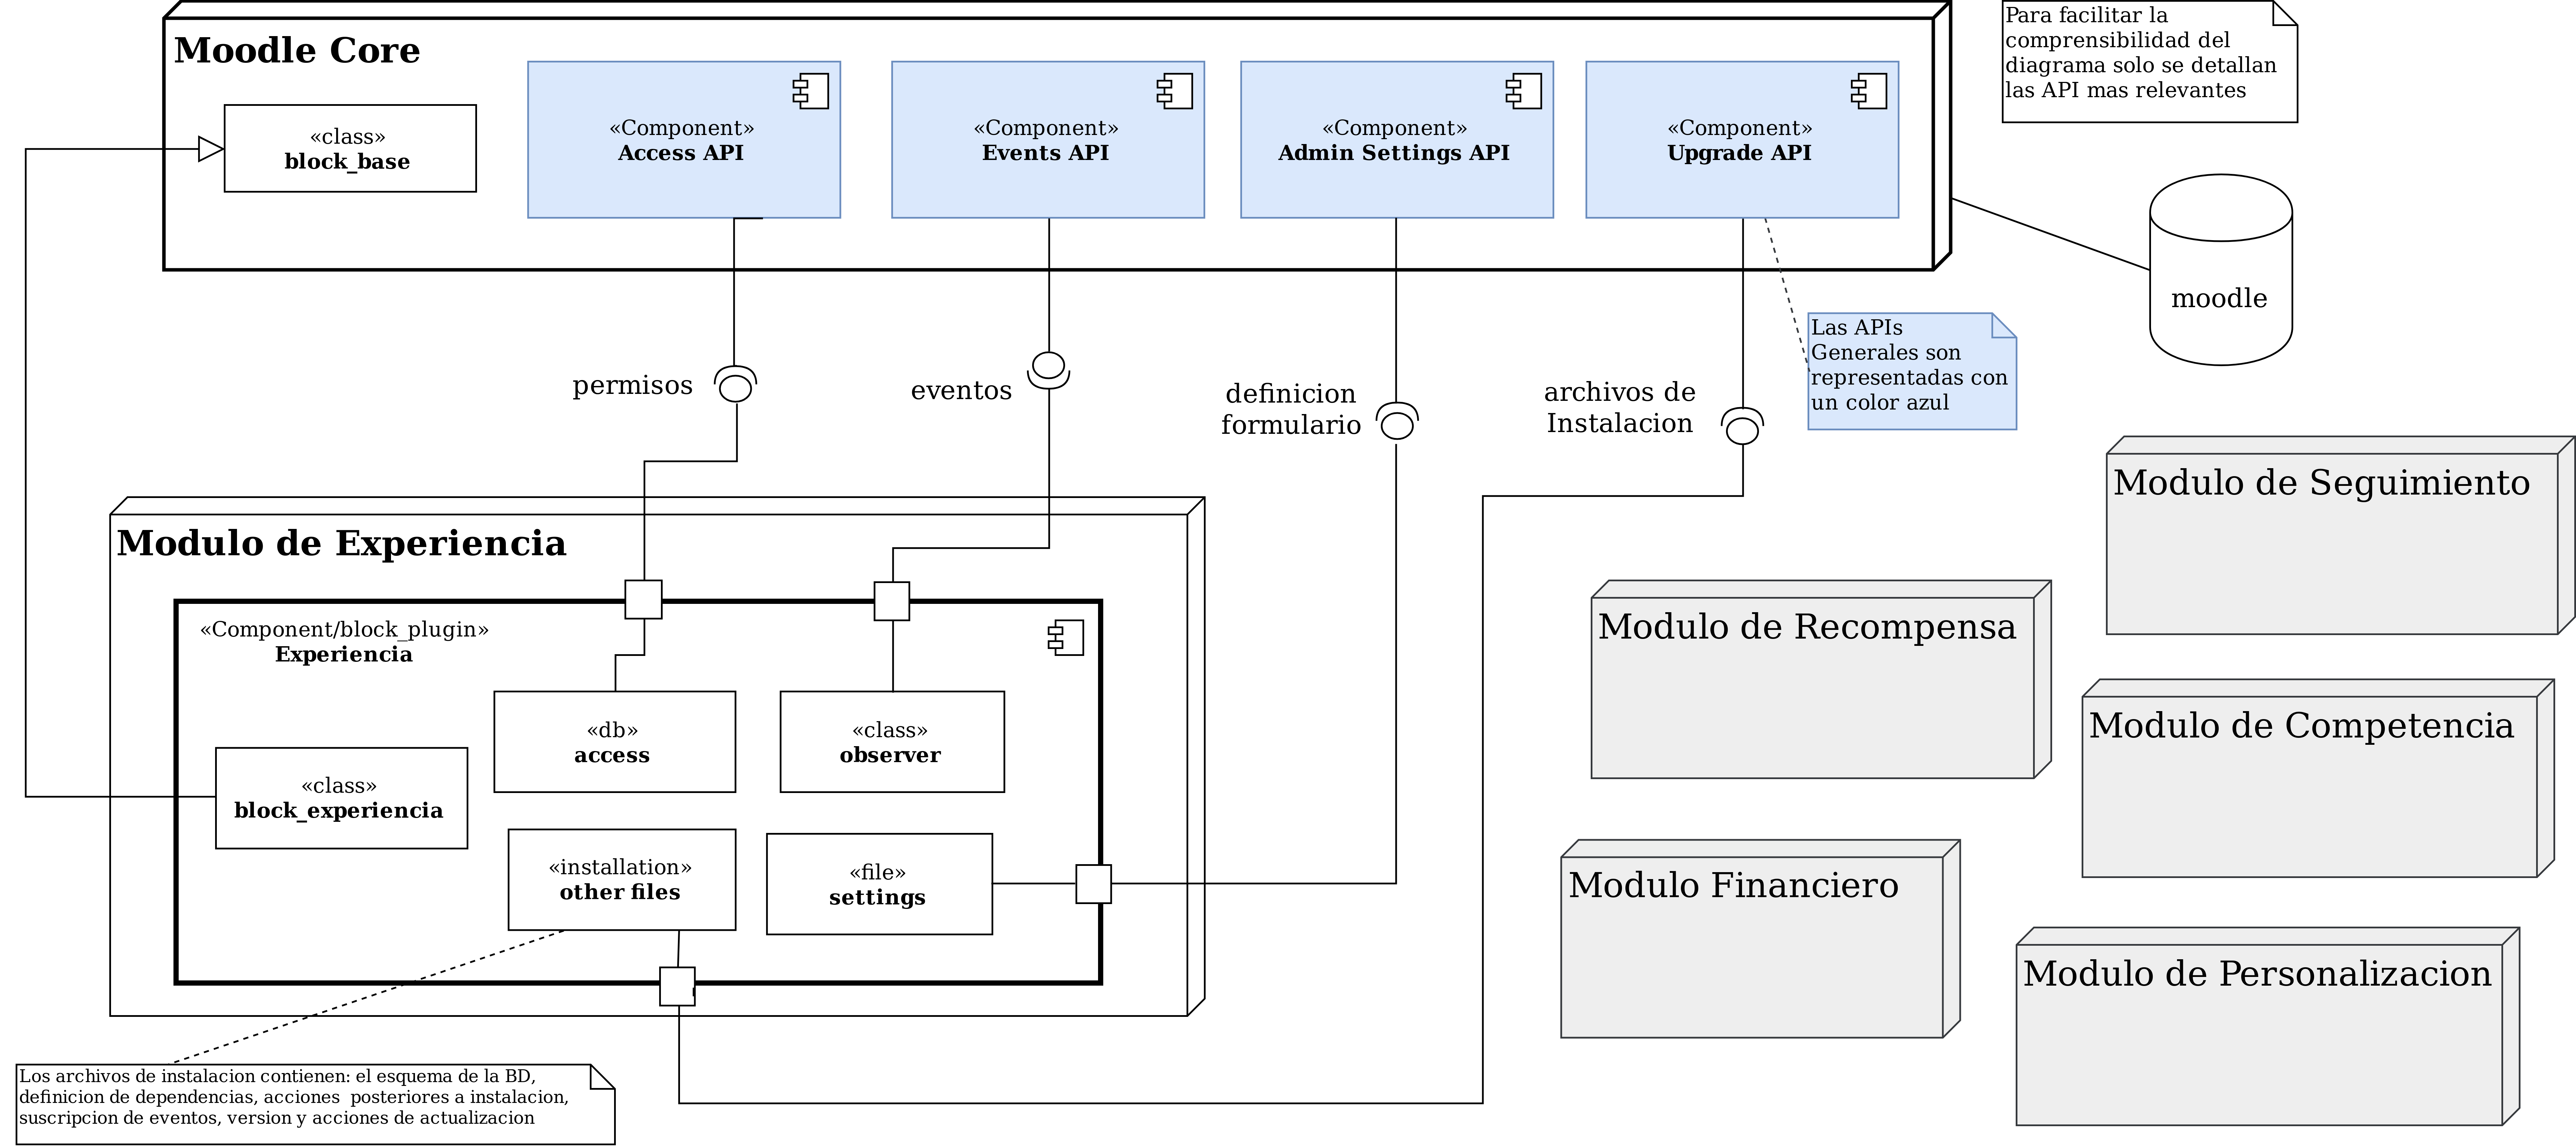 Moodle Core
«class»
block_base
«Component»
Access API
«Component»
Events API
«Component»
Admin Settings API
«Component»
Upgrade API
Para facilitar la
comprensibilidad del
diagrama solo se detallan
las API mas relevantes
moodle
permisos
eventos
definicion
formulario
archivos de
Instalacion
Las APIs
Generales son
representadas con
un color azul
Modulo de Experiencia
«Component/block_plugin»
Experiencia
«db»
access
«class»
observer
«class»
block_experiencia
«installation»
other files
«file»
settings
Modulo de Seguimiento
Modulo de Recompensa
Modulo de Competencia
Modulo Financiero
Modulo de Personalizacion
Los archivos de instalacion contienen: el esquema de la BD,
definicion de dependencias, acciones  posteriores a instalacion,
suscripcion de eventos, version y acciones de actualizacion